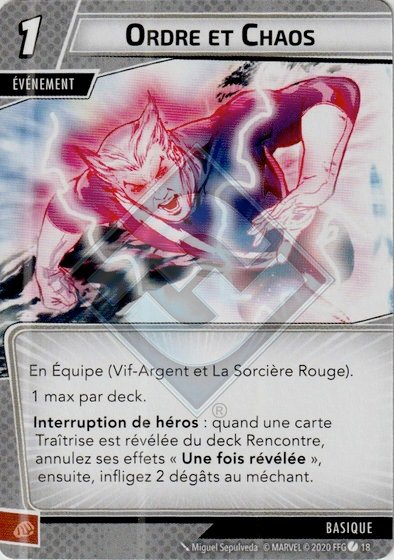 1
ORDRE ET CHAOS
ÉVÉNEMENT
En Équipe (Vif-Argent et La Sorcière Rouge).
1 max par deck.
Interruption de héros : quand une carte
Traîtrise est révélée du deck Rencontre,
annulez ses effets « Une fois révélée »,
ensuite, infligez 2 dégâts au méchant.
®
BASIQUE
Miguel Sepulveda © MARVEL © 2020 FFG 18